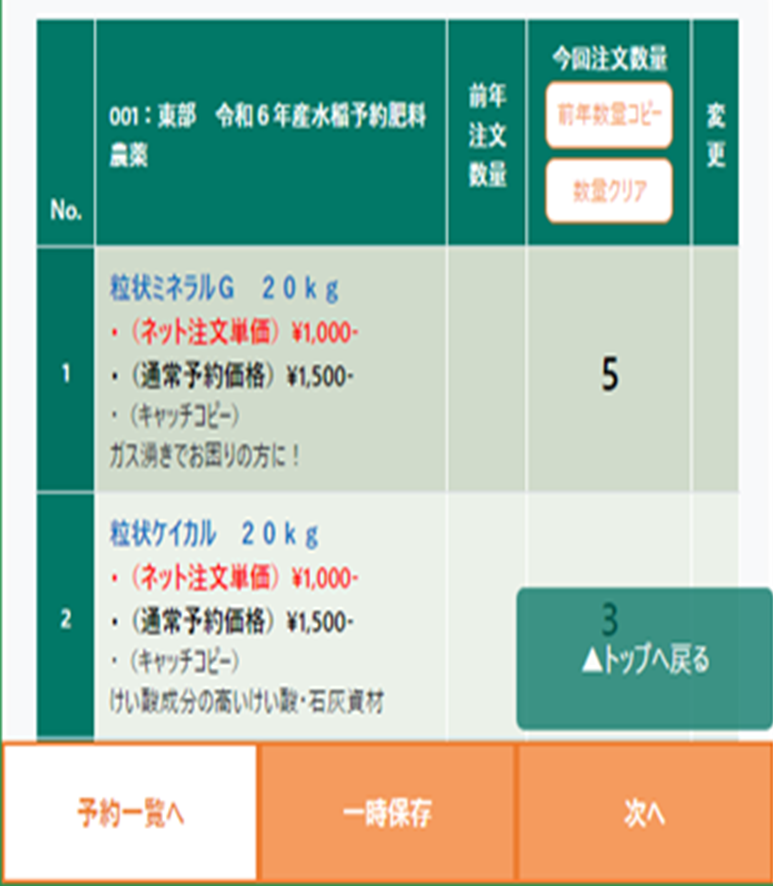 No.
001：東部　令和６年産水稲予約肥料
農薬
前年
注文
数量
今回注文数量
前年数量コピー
数量クリア
変
更
1
粒状ミネラルＧ　２０ｋｇ
・（ネット注文単価）¥1,000-
・（通常予約価格）¥1,500-
・（キャッチコピー）
ガス湧きでお困りの方に！
5
2
粒状ケイカル　２０ｋｇ
・（ネット注文単価）¥1,000-
・（通常予約価格）¥1,500-
・（キャッチコピー）
けい酸成分の高いけい酸・石灰資材
3
▲トップへ戻る
予約一覧へ
一時保存
次へ